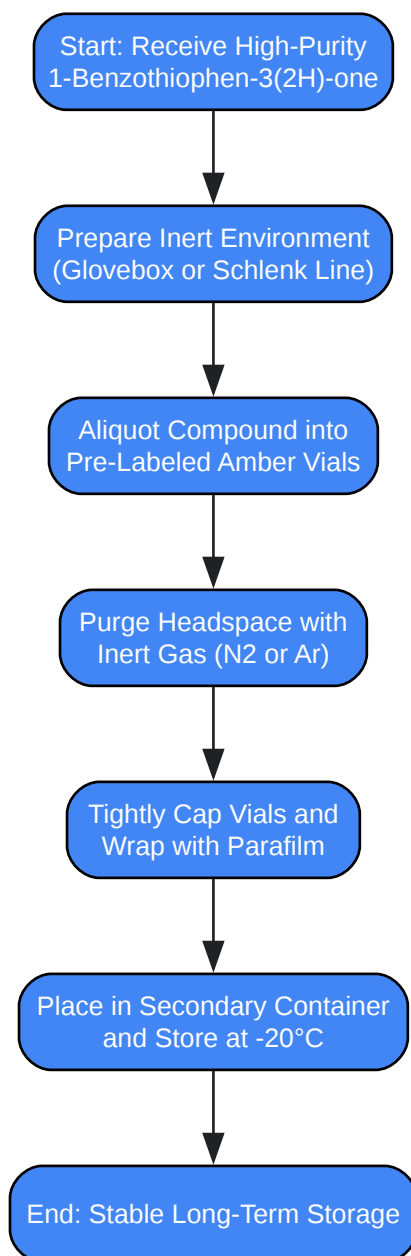 Start: Receive High-Purity
1-Benzothiophen-3(2H)-one
Prepare Inert Environment
(Glovebox or Schlenk Line)
Aliquot Compound into
Pre-Labeled Amber Vials
Purge Headspace with
Inert Gas (N2 or Ar)
Tightly Cap Vials and
Wrap with Parafilm
Place in Secondary Container
and Store at -20°C
End: Stable Long-Term Storage